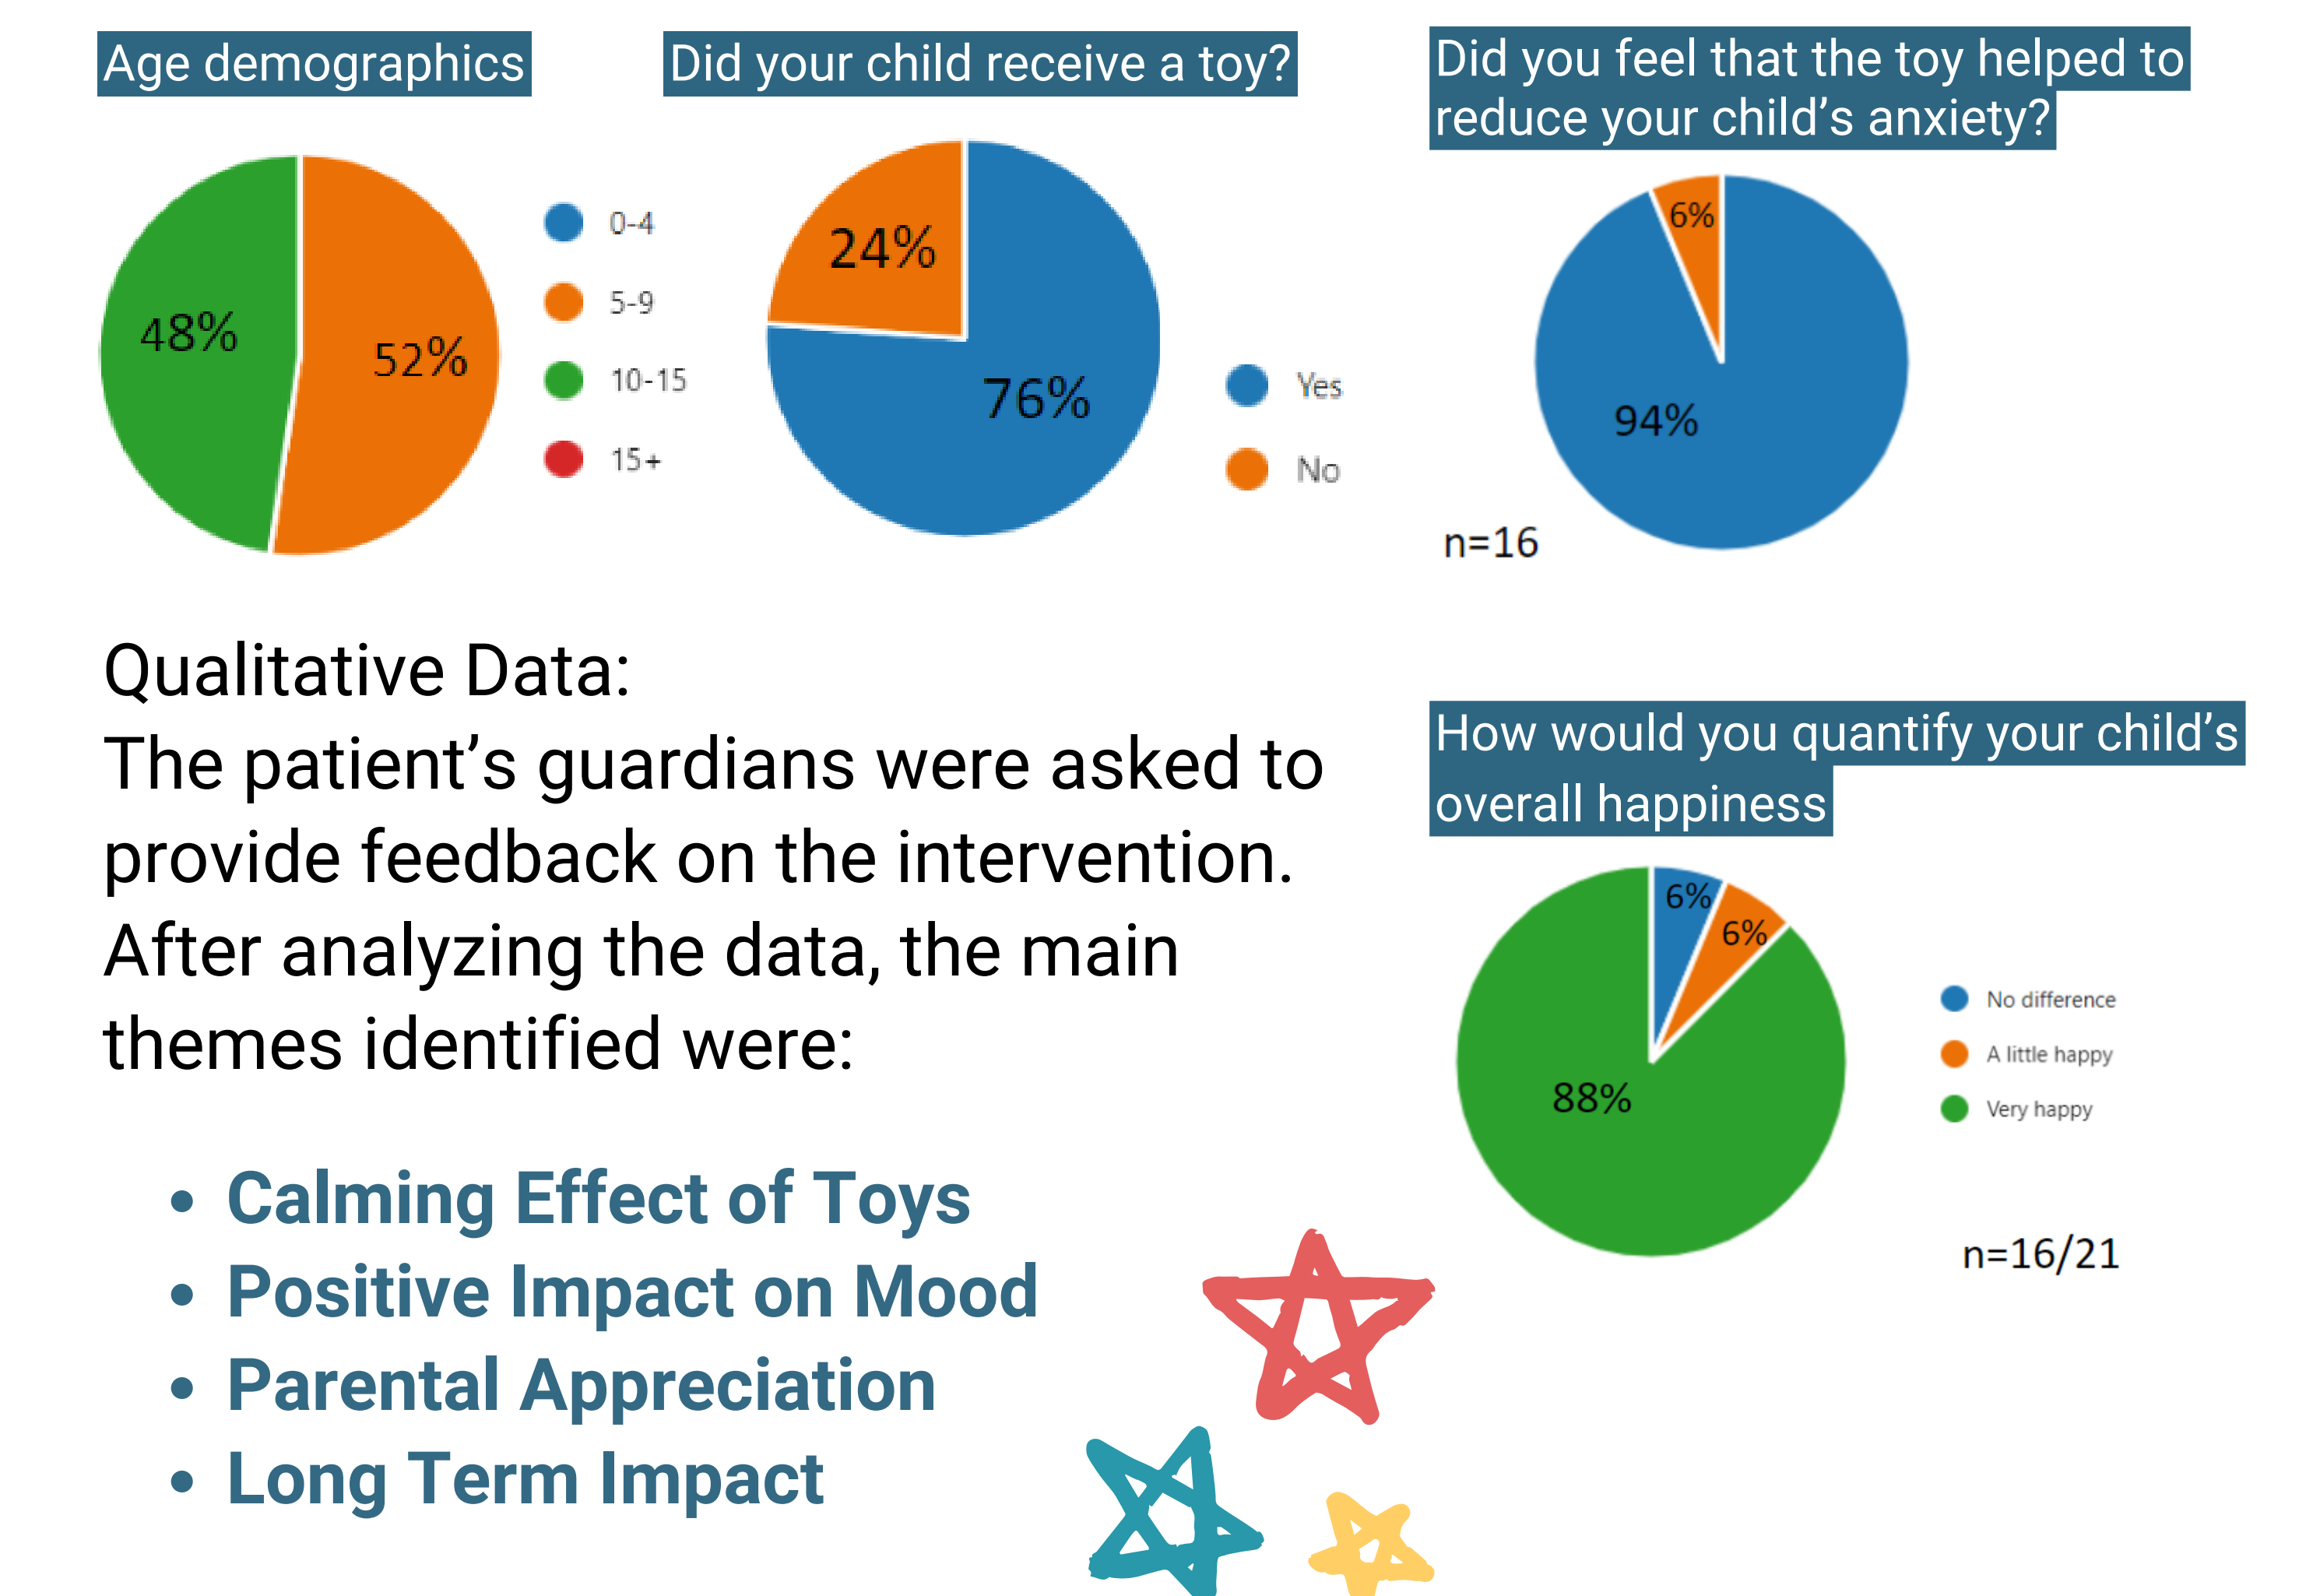 Age demographics
48%
52%
0-4
5-9
10-15
15+
Did your child receive a toy?
24%
76%
Yes
No
Did you feel that the toy helped to
reduce your child’s anxiety?
6%
94%
n=16
Qualitative Data:
The patient’s guardians were asked to
provide feedback on the intervention.
After analyzing the data, the main
themes identified were:
• Calming Effect of Toys
• Positive Impact on Mood
• Parental Appreciation
• Long Term Impact
How would you quantify your child’s
overall happiness
6%
6%
88%
No difference
A little happy
Very happy
n=16/21